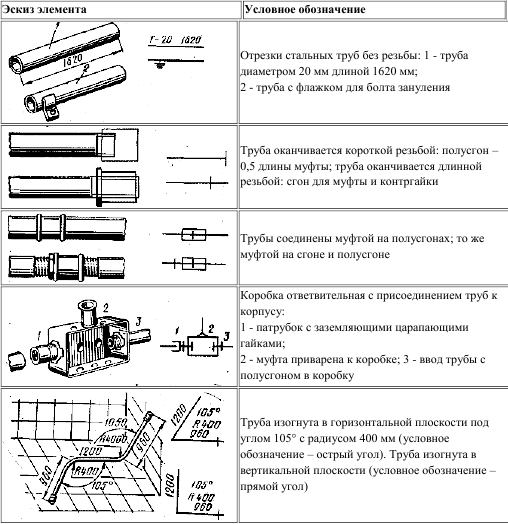 Эскиз элемента
Условное обозначение
1
1620
2
T-20 1820
Отрезки стальных труб без резьбы: 1 - труба
диаметром 20 мм длиной 1620 мм;
2 - труба с флажком для болта зануления
Труба оканчивается короткой резьбой: полусгон –
0,5 длины муфты; труба оканчивается длинной
резьбой: сгон для муфты и контргайки
Трубы соединены муфтой на полусгонах; то же
муфтой на сгоне и полусгоне
1
2
3
1
2
3
Коробка ответвительная с присоединением труб к
корпусу:
1 - патрубок с заземляющими царапающими
гайками;
2 - муфта приварена к коробке; 3 - ввод трубы с
полусгоном в коробку
1050
R400
1200
960
960
R400
105°
1200
105°
R400
960
1200
105°
R400
960
Труба изогнута в горизонтальной плоскости под
углом 105° с радиусом 400 мм (условное
обозначение – острый угол). Труба изогнута в
вертикальной плоскости (условное обозначение –
прямой угол)